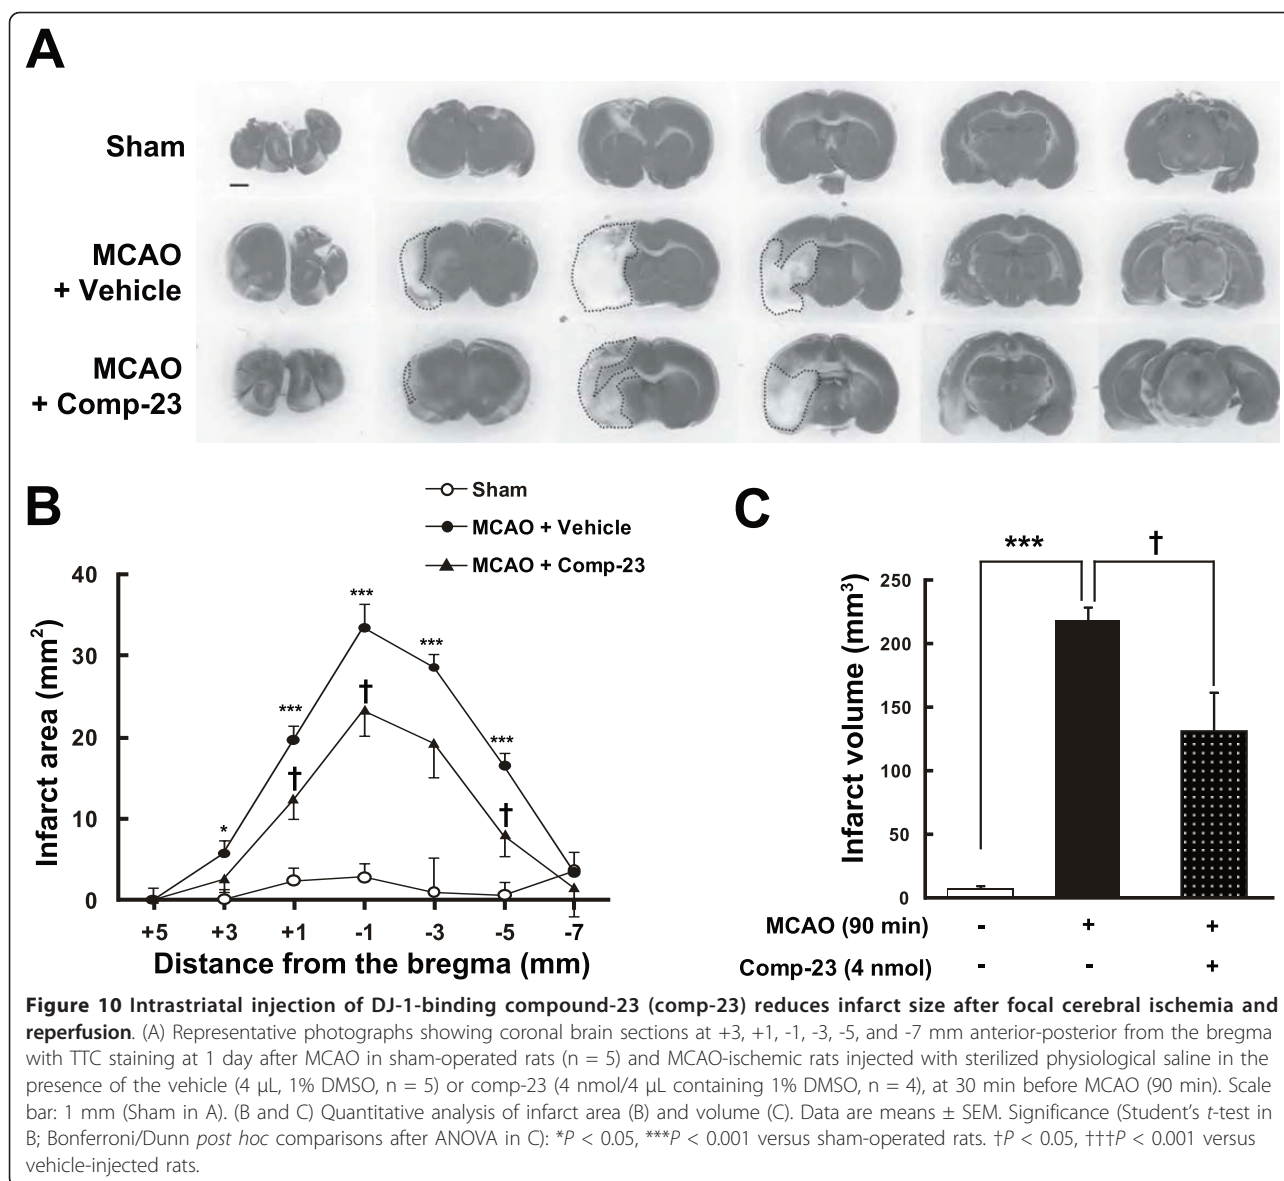 A
Sham
MCAO
+ Vehicle
MCAO
+ Comp-23
B
Sham
MCAO + Vehicle
MCAO + Comp-23
Infarct area (mm²)
40
30
20
10
0
*
***
***
***
***
†
†
†
+5 +3 +1 -1 -3 -5 -7
Distance from the bregma (mm)
C
*** †
Infarct volume (mm³)
250
200
150
100
50
0
MCAO (90 min) - + +
Comp-23 (4 nmol) - - +
Figure 10 Intrastriatal injection of DJ-1-binding compound-23 (comp-23) reduces infarct size after focal cerebral ischemia and
reperfusion. (A) Representative photographs showing coronal brain sections at +3, +1, -1, -3, -5, and -7 mm anterior-posterior from the bregma
with TTC staining at 1 day after MCAO in sham-operated rats (n = 5) and MCAO-ischemic rats injected with sterilized physiological saline in the
presence of the vehicle (4 μL, 1% DMSO, n = 5) or comp-23 (4 nmol/4 μL containing 1% DMSO, n = 4), at 30 min before MCAO (90 min). Scale
bar: 1 mm (Sham in A). (B and C) Quantitative analysis of infarct area (B) and volume (C). Data are means ± SEM. Significance (Student's t-test in
B; Bonferroni/Dunn post hoc comparisons after ANOVA in C): *P < 0.05, ***P < 0.001 versus sham-operated rats. †P < 0.05, †††P < 0.001 versus
vehicle-injected rats.